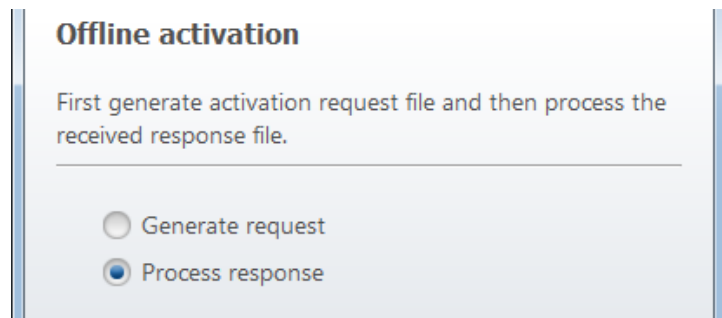 Offline activation
First generate activation request file and then process the
received response file.
Generate request
Process response